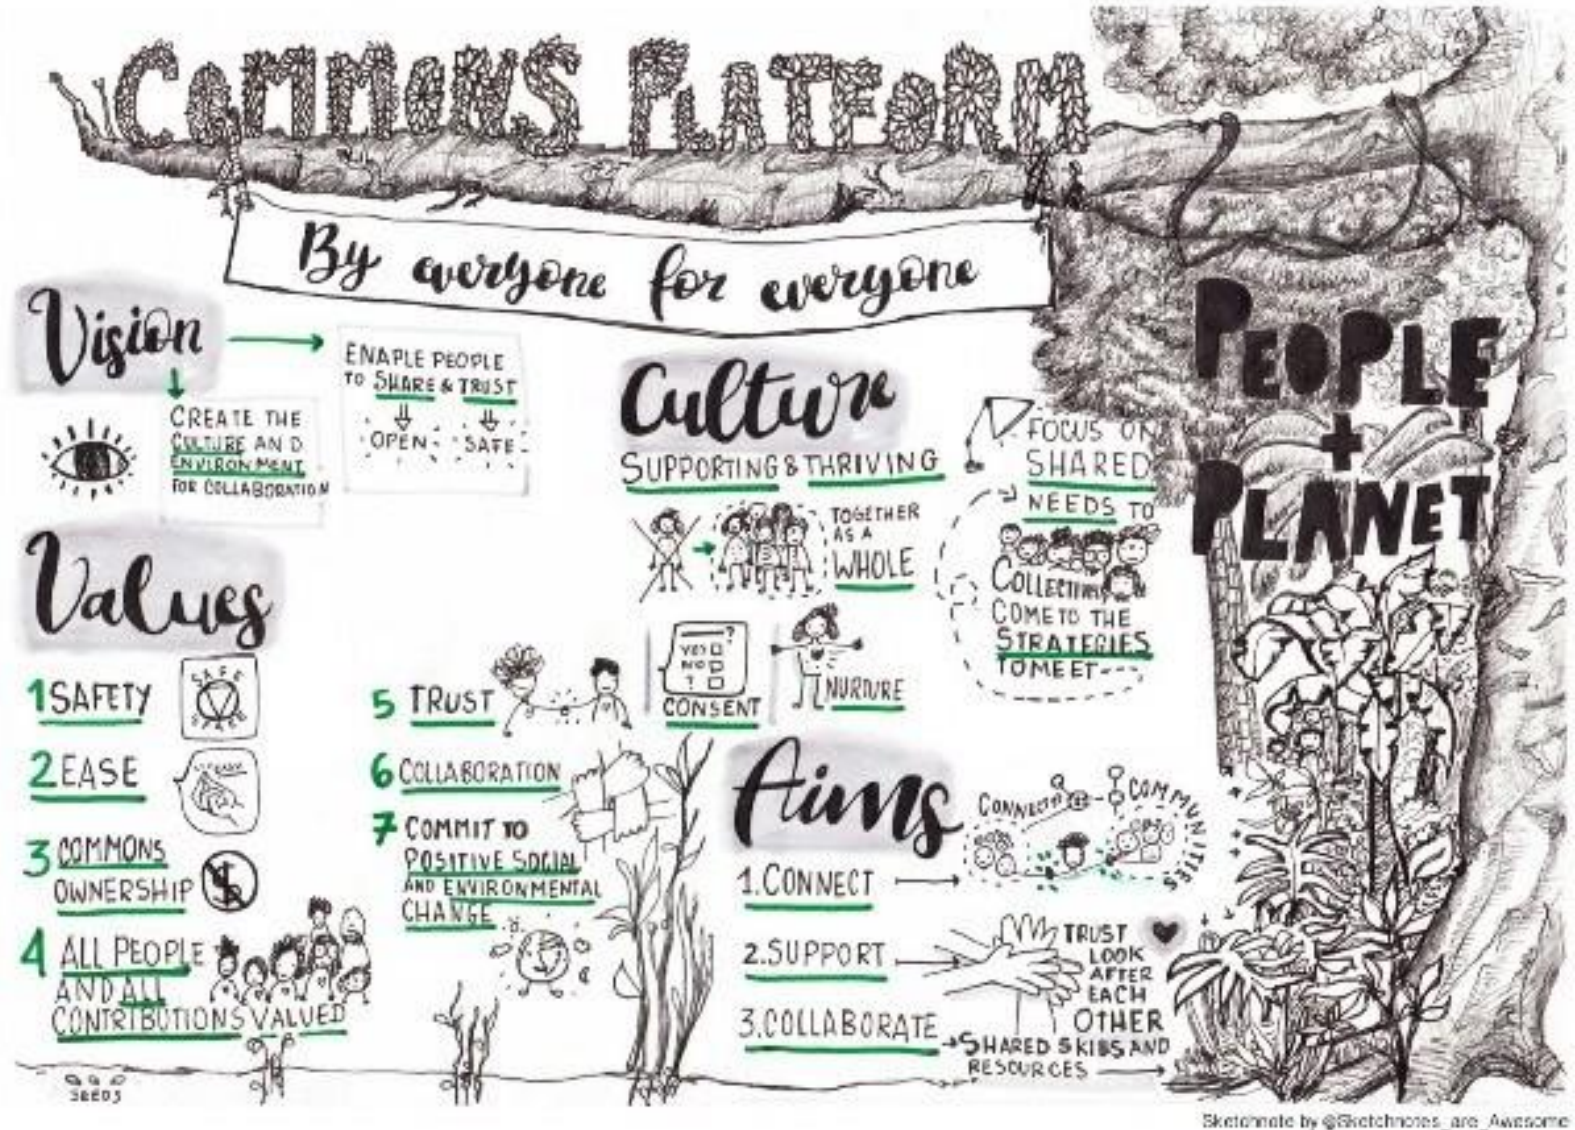 COMMONS PLATFORM
By everyone for everyone
PEOPLE
+
PLANET
Vision
ENAPLE PEOPLE
TO SHARE & TRUST
OPEN SAFE
CREATE THE
CULTURE AND
ENVIRONMENT
FOR COLLABORATION
Values
1 SAFETY
SAFE
2 EASE
3 COMMONS
OWNERSHIP
4 ALL PEOPLE
AND ALL
CONTRIBUTIONS VALUED
5 TRUST
6 COLLABORATION
7 COMMIT TO
POSITIVE SOCIAL
AND ENVIRONMENTAL
CHANGE
Culture
SUPPORTING & THRIVING
TOGETHER
AS A
WHOLE
?
YES
NO
?
CONSENT
NURTURE
FOCUS ON
SHARED
NEEDS TO
COLLECTIVELY
COME TO THE
STRATEGIES
TO MEET
Aims
1. CONNECT
CONNECTED
COMMUNITIES
2. SUPPORT
TRUST
LOOK
AFTER
EACH
OTHER
3. COLLABORATE
SHARED SKILLS AND
RESOURCES
SEEDS
Sketchnote by @Sketchnotes_are_Awesome